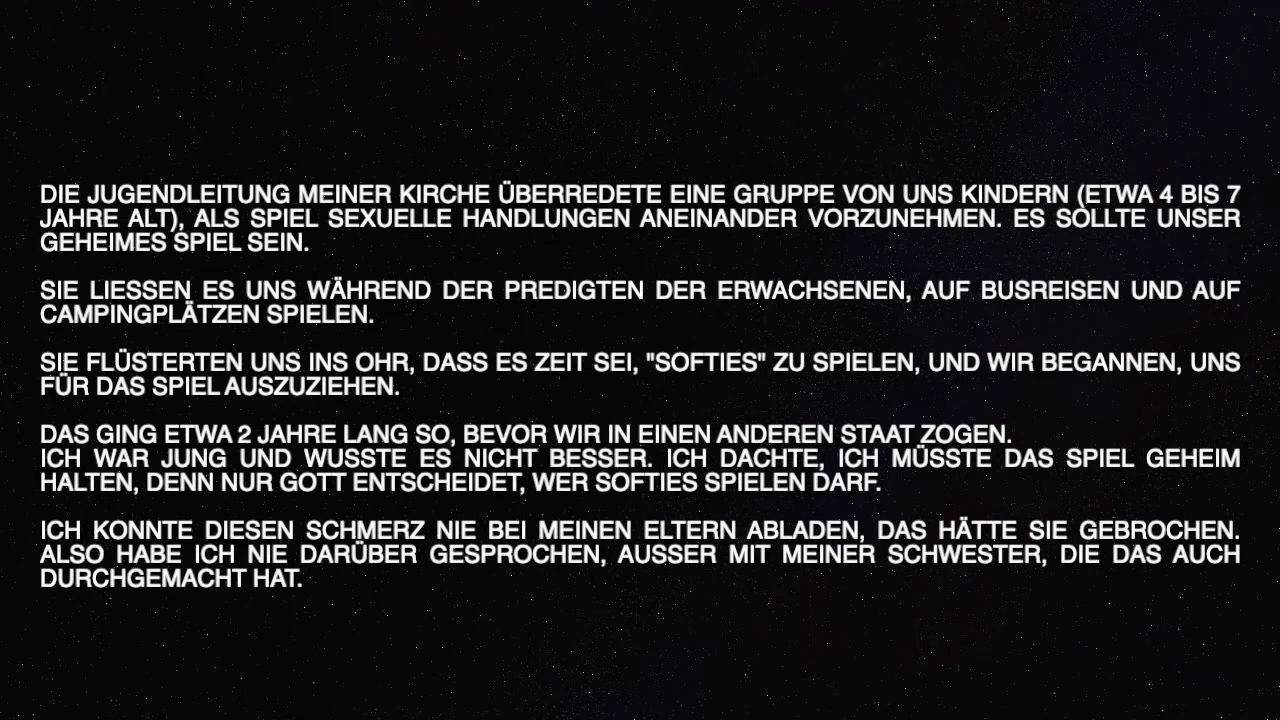 DIE JUGENDLEITUNG MEINER KIRCHE ÜBERREDETE EINE GRUPPE VON UNS KINDERN (ETWA 4 BIS 7
JAHRE ALT), ALS SPIEL SEXUELLE HANDLUNGEN ANEINANDER VORZUNEHMEN. ES SOLLTE UNSER
GEHEIMES SPIEL SEIN.
SIE LIESSEN ES UNS WÄHREND DER PREDIGTEN DER ERWACHSENEN, AUF BUSREISEN UND AUF
CAMPINGPLÄTZEN SPIELEN.
SIE FLÜSTERTEN UNS INS OHR, DASS ES ZEIT SEI, "SOFTIES" ZU SPIELEN, UND WIR BEGANNEN, UNS
FÜR DAS SPIEL AUSZUZIEHEN.
DAS GING ETWA 2 JAHRE LANG SO, BEVOR WIR IN EINEN ANDEREN STAAT ZOGEN.
ICH WAR JUNG UND WUSSTE ES NICHT BESSER. ICH DACHTE, ICH MÜSSTE DAS SPIEL GEHEIM
HALTEN, DENN NUR GOTT ENTSCHEIDET, WER SOFTIES SPIELEN DARF.
ICH KONNTE DIESEN SCHMERZ NIE BEI MEINEN ELTERN ABLADEN, DAS HÄTTE SIE GEBROCHEN.
ALSO HABE ICH NIE DARÜBER GESPROCHEN, AUSSER MIT MEINER SCHWESTER, DIE DAS AUCH
DURCHGEMACHT HAT.